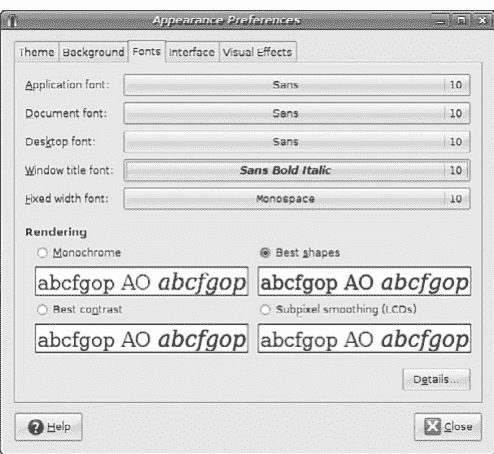 Appearance Preferences
Theme Background Fonts Interface Visual Effects
Application font: Sans 10
Document font: Sans 10
Desktop font: Sans 10
Window title font: Sans Bold Italic 10
Fixed width font: Monospace 10
Rendering
Monochrome Best shapes
abcfgop AO abcfgop abcfgop AO abcfgop
Best contrast Subpixel smoothing (LCDs)
abcfgop AO abcfgop abcfgop AO abcfgop
Details...
Help Close